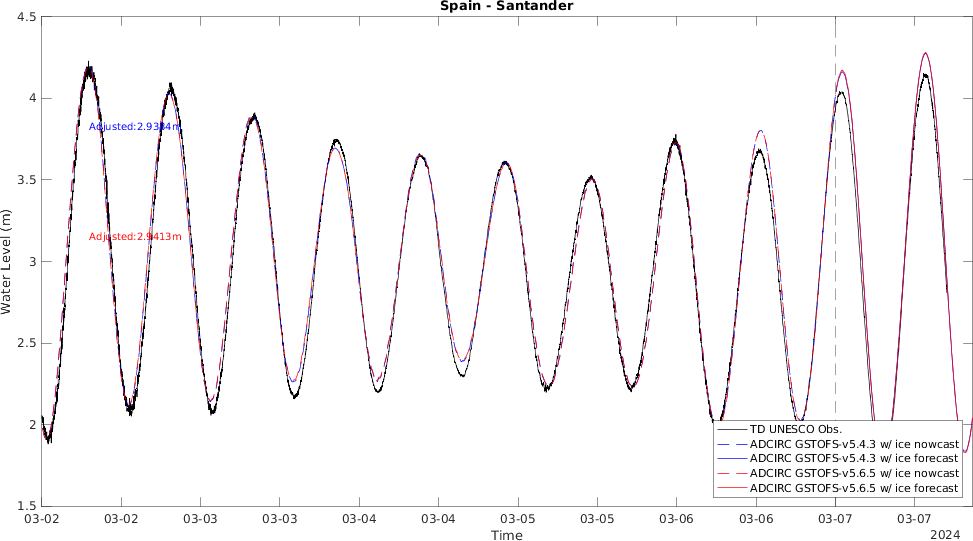 Spain - Santander
4.5
4
3.5
3
2.5
2
1.5
Water Level (m)
Adjusted:2.9384m
Adjusted:2.9413m
TD UNESCO Obs.
ADCIRC GSTOFS-v5.4.3 w/ ice nowcast
ADCIRC GSTOFS-v5.4.3 w/ ice forecast
ADCIRC GSTOFS-v5.6.5 w/ ice nowcast
ADCIRC GSTOFS-v5.6.5 w/ ice forecast
03-02 03-02 03-03 03-03 03-04 03-04 03-05 03-05 03-06 03-06 03-07 03-07
Time
2024